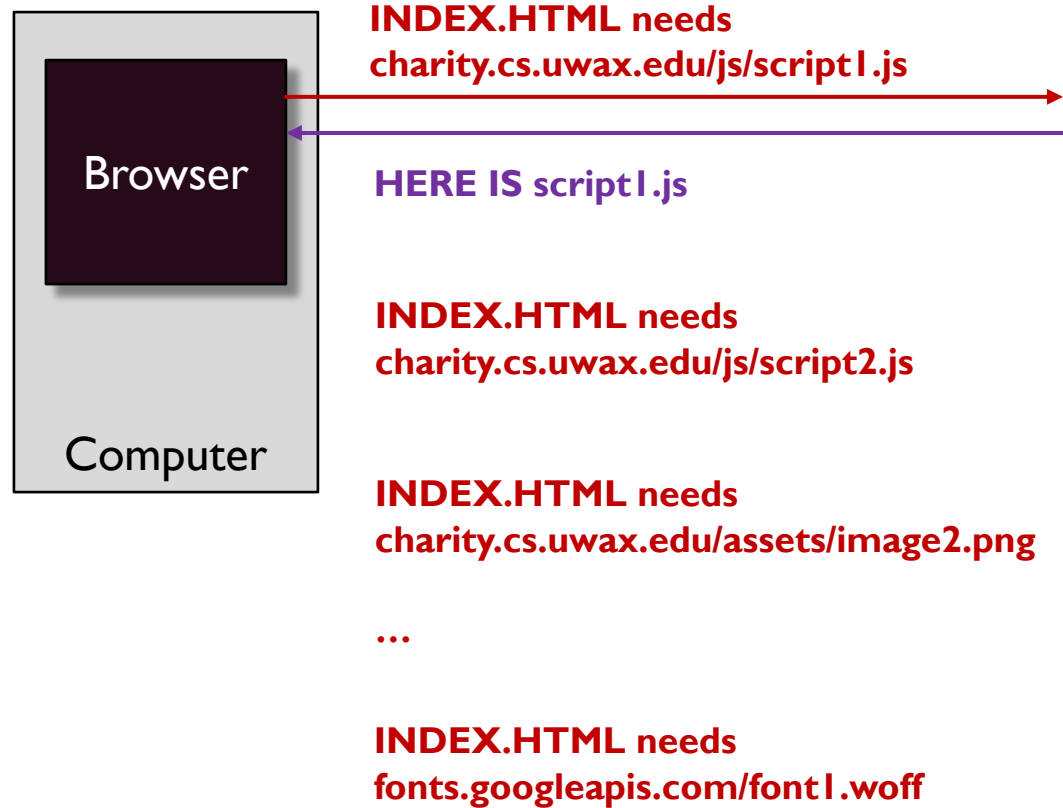 INDEX.HTML needs
charity.cs.uwax.edu/js/script1.js
Browser
HERE IS script1.js
INDEX.HTML needs
charity.cs.uwax.edu/js/script2.js
Computer
INDEX.HTML needs
charity.cs.uwax.edu/assets/image2.png
…
INDEX.HTML needs
fonts.googleapis.com/font1.woff